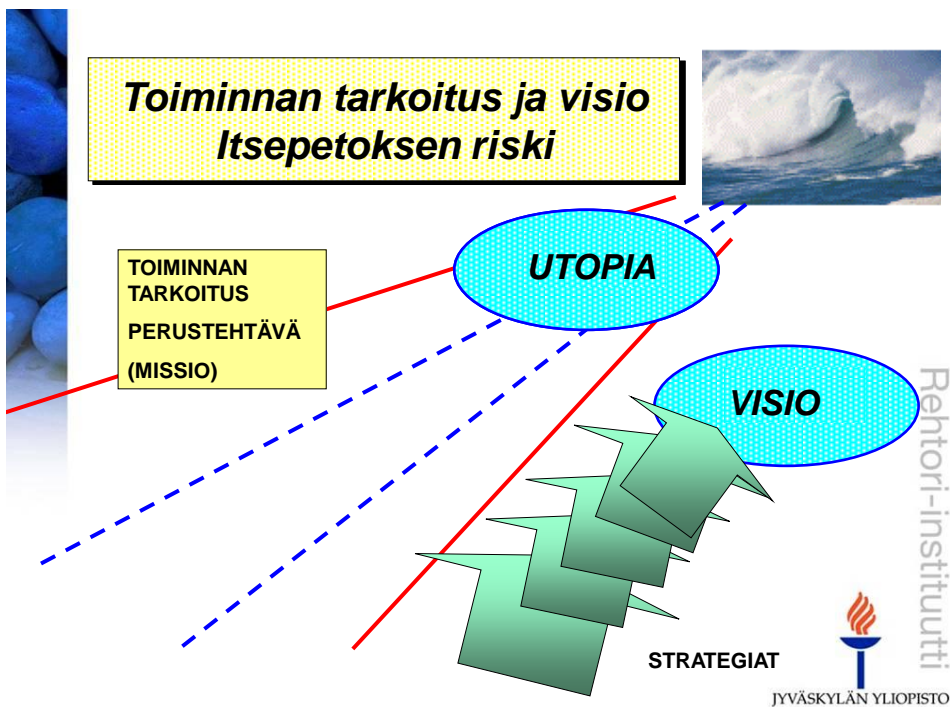 Toiminnan tarkoitus ja visio
Itsepetoksen riski
UTOPIA
TOIMINNAN
TARKOITUS
PERUSTEHTÄVÄ
(MISSIO)
VISIO
STRATEGIAT
Rehtori-instituutti
JYVÄSKYLÄN YLIOPISTO